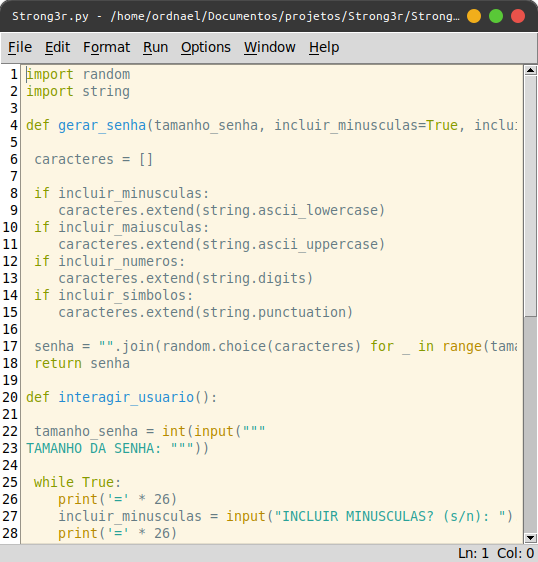 Strong3r.py - /home/ordnael/Documentos/projetos/Strong3r/Strong...
File Edit Format Run Options Window Help
1 import random
2 import string
3
4 def gerar_senha(tamanho_senha, incluir_minusculas=True, inclui
5
6 caracteres = []
7
8 if incluir_minusculas:
9 caracteres.extend(string.ascii_lowercase)
10 if incluir_maiusculas:
11 caracteres.extend(string.ascii_uppercase)
12 if incluir_numeros:
13 caracteres.extend(string.digits)
14 if incluir_simbolos:
15 caracteres.extend(string.punctuation)
16
17 senha = "".join(random.choice(caracteres) for _ in range(tama
18 return senha
19
20 def interagir_usuario():
21
22 tamanho_senha = int(input("""
23 TAMANHO DA SENHA: """))
24
25 while True:
26 print('=' * 26)
27 incluir_minusculas = input("INCLUIR MINUSCULAS? (s/n): ")
28 print('=' * 26)
Ln: 1 Col: 0